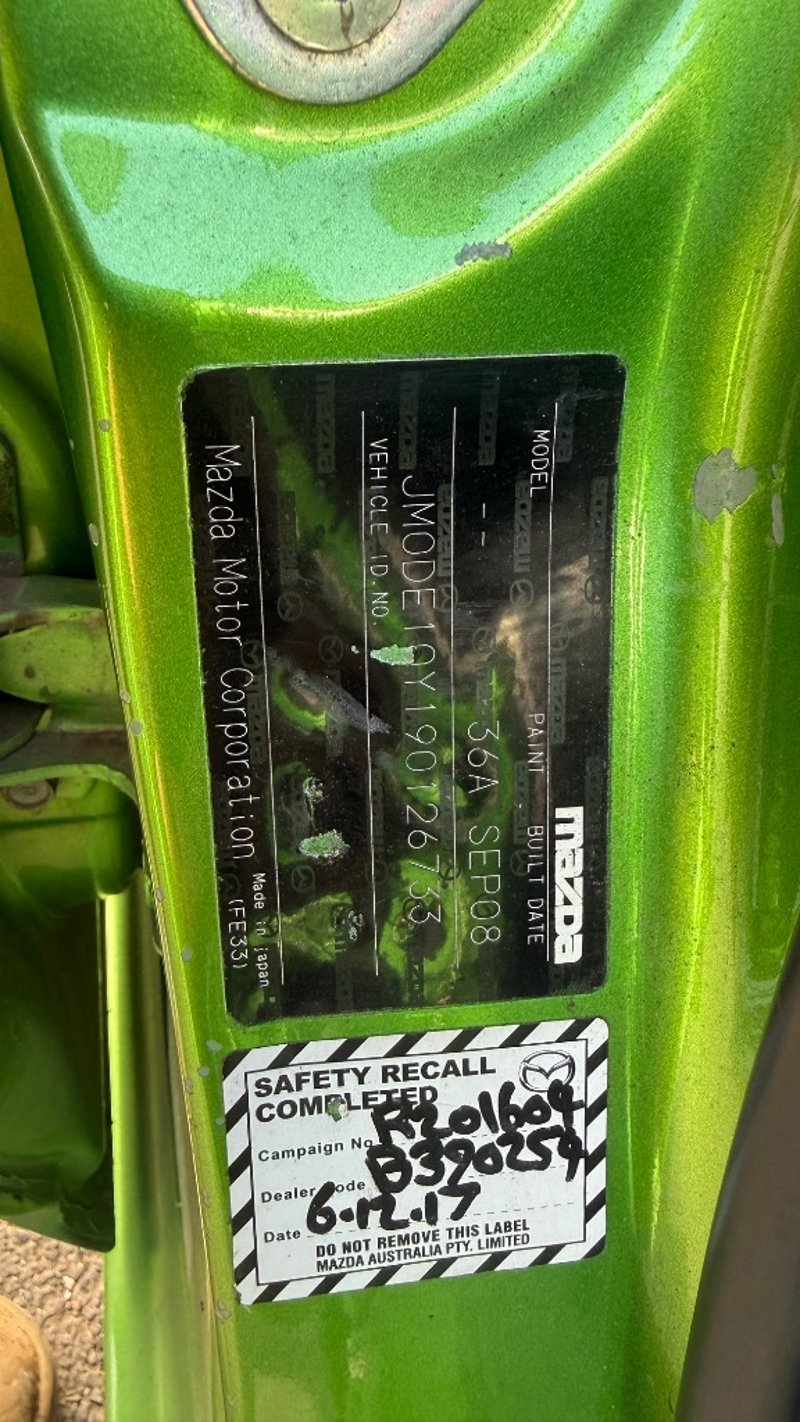 mazda
MODEL PAINT BUILT DATE
-- 36A SEP08
JM0DE10Y190126733
VEHICLE ID.NO.
Mazda Motor Corporation Made in Japan (FE33)
SAFETY RECALL
COMPLETED
Campaign No R201604
Dealer Code B390259
Date 6.12.17
DO NOT REMOVE THIS LABEL
MAZDA AUSTRALIA PTY. LIMITED